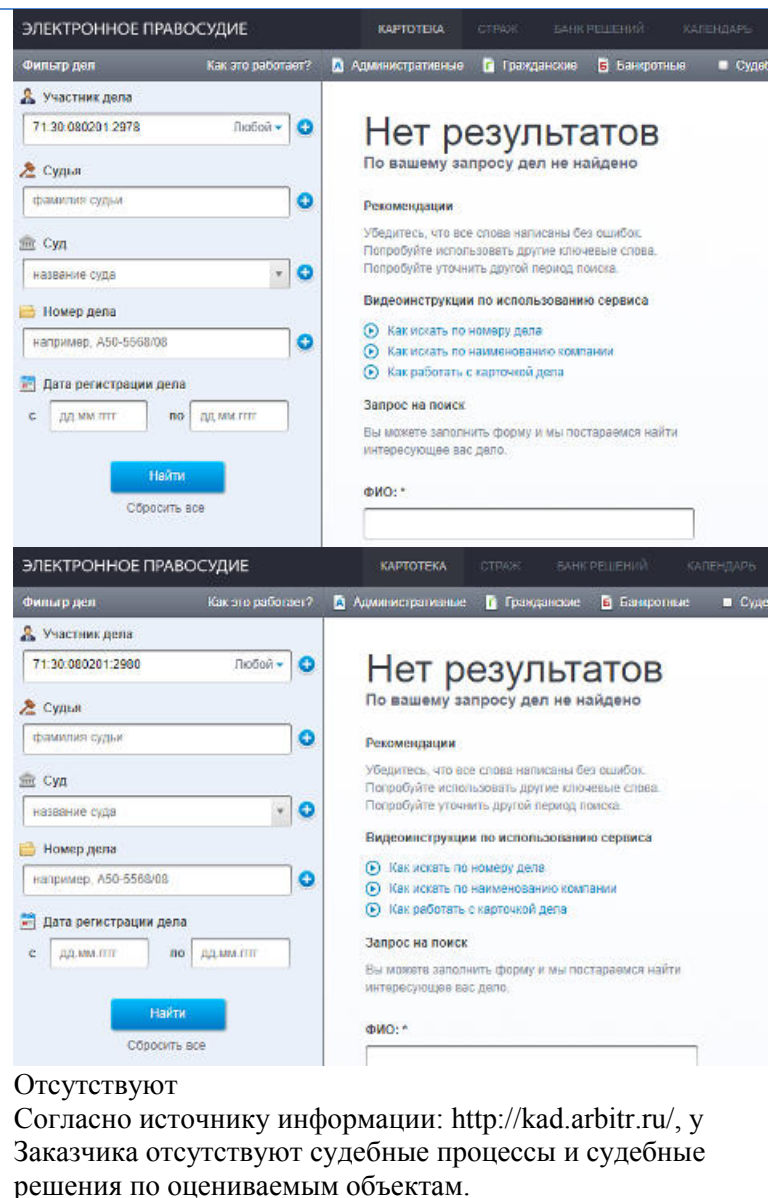 ЭЛЕКТРОННОЕ ПРАВОСУДИЕ КАРТОТЕКА СТРАЖ БАНК РЕШЕНИЙ КАЛЕНДАРЬ
Фильтр дел Как это работает? Административные Гражданские Банкротные Судеб
Участник дела
71:30:080201:2978 Любой
Судья
фамилия судьи
Суд
название суда
Номер дела
например, А50-5568/08
Дата регистрации дела
с дд.мм.гггг по дд.мм.гггг
Найти
Сбросить все
Нет результатов
По вашему запросу дел не найдено
Рекомендации
Убедитесь, что все слова написаны без ошибок.
Попробуйте использовать другие ключевые слова.
Попробуйте уточнить другой период поиска.
Видеоинструкции по использованию сервиса
Как искать по номеру дела
Как искать по наименованию компании
Как работать с карточкой дела
Запрос на поиск
Вы можете заполнить форму и мы постараемся найти
интересующее вас дело.
ФИО: *
ЭЛЕКТРОННОЕ ПРАВОСУДИЕ КАРТОТЕКА СТРАЖ БАНК РЕШЕНИЙ КАЛЕНДАРЬ
Фильтр дел Как это работает? Административные Гражданские Банкротные Суде
Участник дела
71:30:080201:2980 Любой
Судья
фамилия судьи
Суд
название суда
Номер дела
например, А50-5568/08
Дата регистрации дела
с дд.мм.гггг по дд.мм.гггг
Найти
Сбросить все
Нет результатов
По вашему запросу дел не найдено
Рекомендации
Убедитесь, что все слова написаны без ошибок.
Попробуйте использовать другие ключевые слова.
Попробуйте уточнить другой период поиска.
Видеоинструкции по использованию сервиса
Как искать по номеру дела
Как искать по наименованию компании
Как работать с карточкой дела
Запрос на поиск
Вы можете заполнить форму и мы постараемся найти
интересующее вас дело.
ФИО: *
Отсутствуют
Согласно источнику информации: http://kad.arbitr.ru/, у
Заказчика отсутствуют судебные процессы и судебные
решения по оцениваемым объектам.